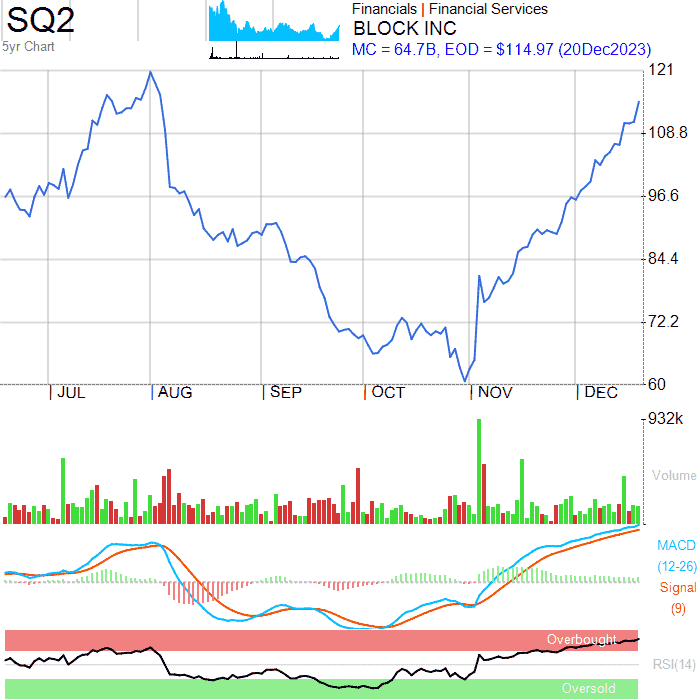 SQ2
5yr Chart
Financials | Financial Services
BLOCK INC
MC = 64.7B, EOD = $114.97 (20Dec2023)
121
108.8
96.6
84.4
72.2
60
JUL AUG SEP OCT NOV DEC
932k
Volume
MACD
(12-26)
Signal
(9)
Overbought
RSI(14)
Oversold